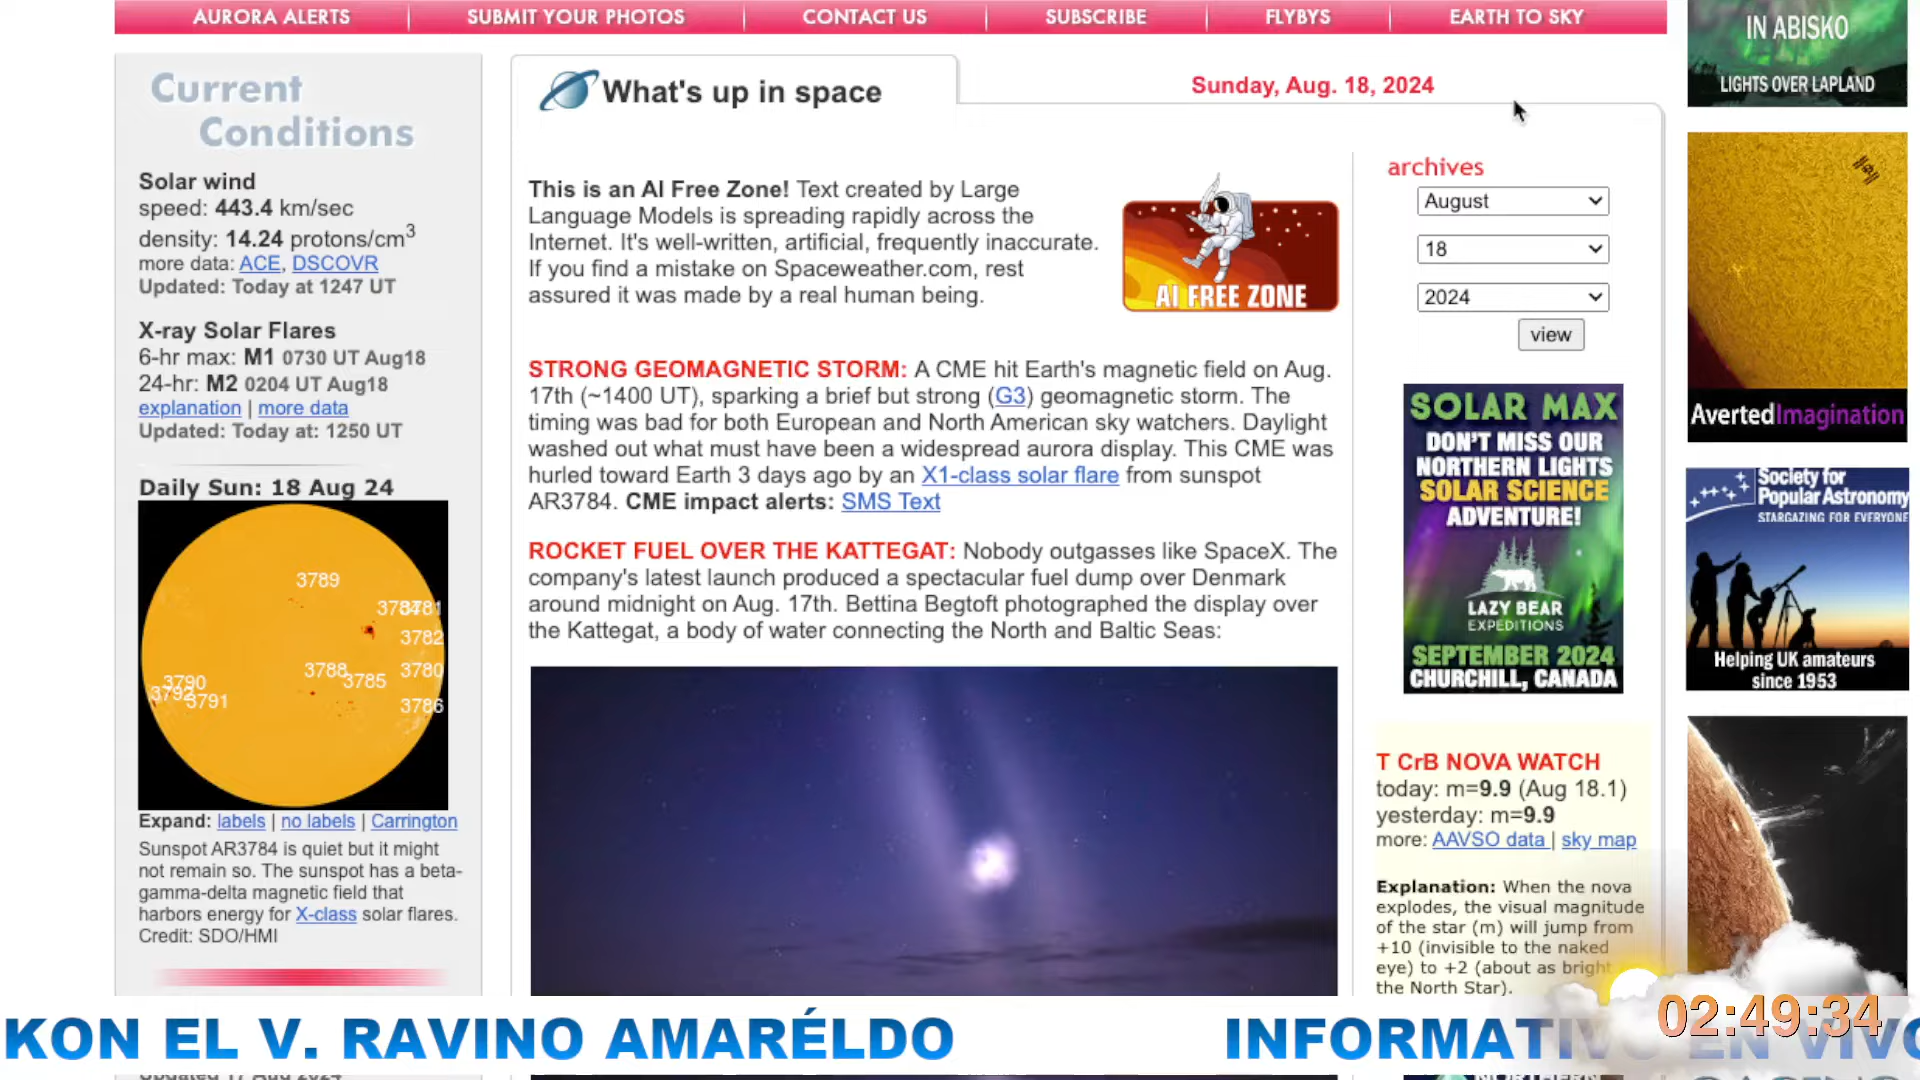 AURORA ALERTS
SUBMIT YOUR PHOTOS
CONTACT US
SUBSCRIBE
FLYBYS
EARTH TO SKY
Current
Conditions
Solar wind
speed: 443.4 km/sec
density: 14.24 protons/cm3
more data: ACE, DSCOVR
Updated: Today at 1247 UT
X-ray Solar Flares
6-hr max: M1 0730 UT Aug18
24-hr: M2 0204 UT Aug18
explanation | more data
Updated: Today at: 1250 UT
Daily Sun: 18 Aug 24
3789
3782
3788
3785
3780
3790
3792
3791
3786
Expand: labels | no labels | Carrington
Sunspot AR3784 is quiet but it might
not remain so. The sunspot has a beta-
gamma-delta magnetic field that
harbors energy for X-class solar flares.
Credit: SDO/HMI
What's up in space
Sunday, Aug. 18, 2024
This is an AI Free Zone! Text created by Large
Language Models is spreading rapidly across the
Internet. It's well-written, artificial, frequently inaccurate.
If you find a mistake on Spaceweather.com, rest
assured it was made by a real human being.
AI FREE ZONE
STRONG GEOMAGNETIC STORM: A CME hit Earth's magnetic field on Aug.
17th (~1400 UT), sparking a brief but strong (G3) geomagnetic storm. The
timing was bad for both European and North American sky watchers. Daylight
washed out what must have been a widespread aurora display. This CME was
hurled toward Earth 3 days ago by an X1-class solar flare from sunspot
AR3784. CME impact alerts: SMS Text
ROCKET FUEL OVER THE KATTEGAT: Nobody outgasses like SpaceX. The
company's latest launch produced a spectacular fuel dump over Denmark
around midnight on Aug. 17th. Bettina Begtoft photographed the display over
the Kattegat, a body of water connecting the North and Baltic Seas:
archives
August
18
2024
view
SOLAR MAX
DON'T MISS OUR
NORTHERN LIGHTS
SOLAR SCIENCE
ADVENTURE!
LAZY BEAR
EXPEDITIONS
SEPTEMBER 2024
CHURCHILL, CANADA
T CrB NOVA WATCH
today: m=9.9 (Aug 18.1)
yesterday: m=9.9
more: AAVSO data | sky map
Explanation: When the nova
explodes, the visual magnitude
of the star (m) will jump from
+10 (invisible to the naked
eye) to +2 (about as bright
the North Star).
IN ABISKO
LIGHTS OVER LAPLAND
AvertedImagination
Society for
Popular Astronomy
STARGAZING FOR EVERYONE
Helping UK amateurs
since 1953
02:49:34
KON EL V. RAVINO AMARÉLDO
INFORMATIVO EN VIVO